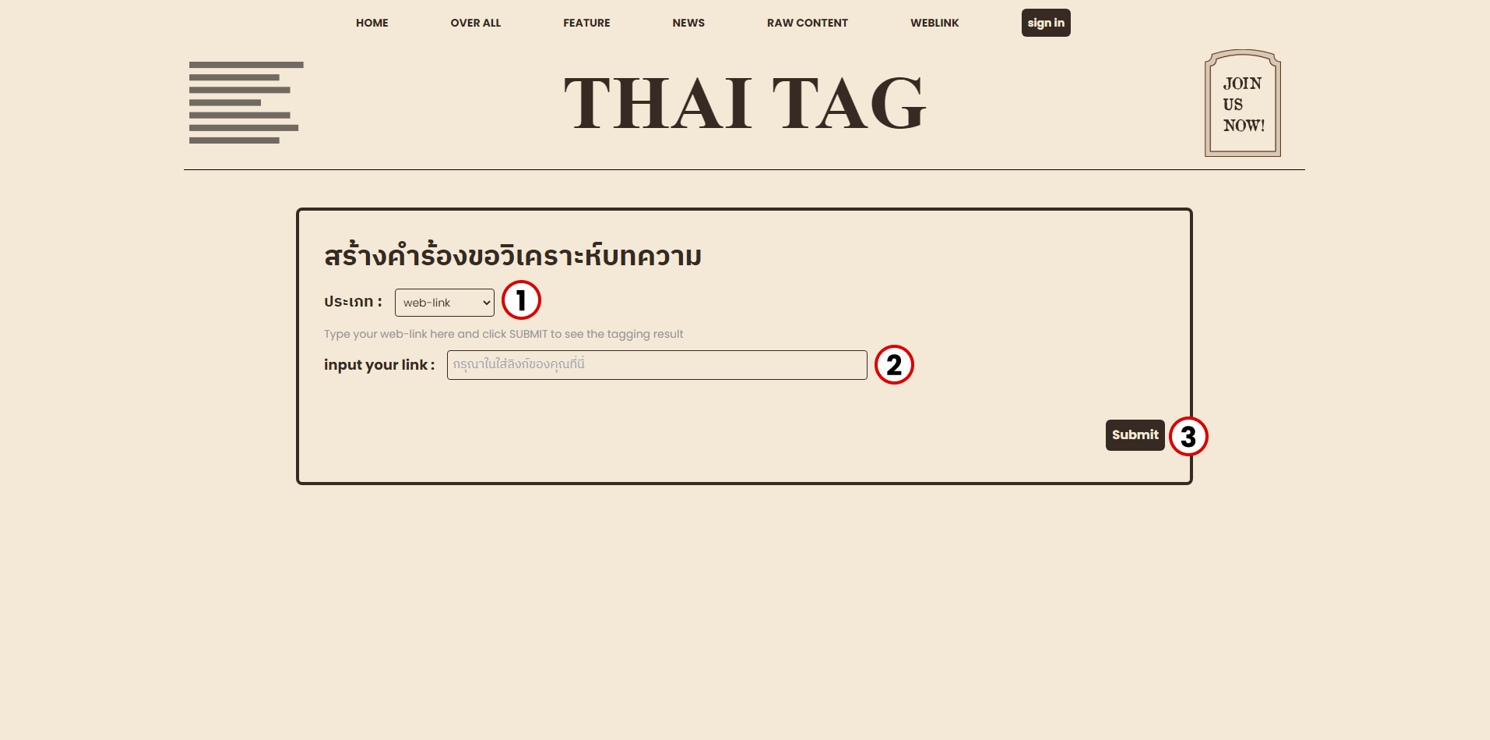 HOME OVER ALL FEATURE NEWS RAW CONTENT WEBLINK sign in
THAI TAG
JOIN
US
NOW!
สร้างคำร้องขอวิเคราะห์บทความ
ประเภท : web-link 1
Type your web-link here and click SUBMIT to see the tagging result
input your link : กรุณาในใส่ลิงก์ของคุณที่นี่ 2
Submit 3